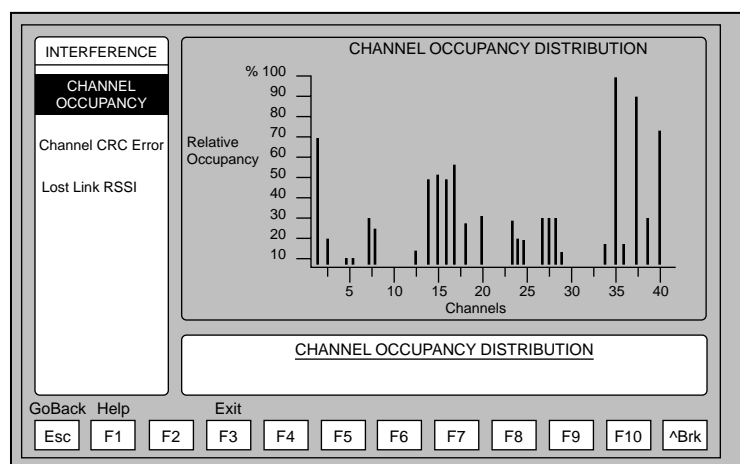 INTERFERENCE
CHANNEL
OCCUPANCY
Channel CRC Error
Lost Link RSSI
CHANNEL OCCUPANCY DISTRIBUTION
% 100
90
80
70
60
50
40
30
20
10
Relative
Occupancy
5 10 15 20 25 30 35 40
Channels
CHANNEL OCCUPANCY DISTRIBUTION
GoBack Help Exit
Esc F1 F2 F3 F4 F5 F6 F7 F8 F9 F10 ^Brk